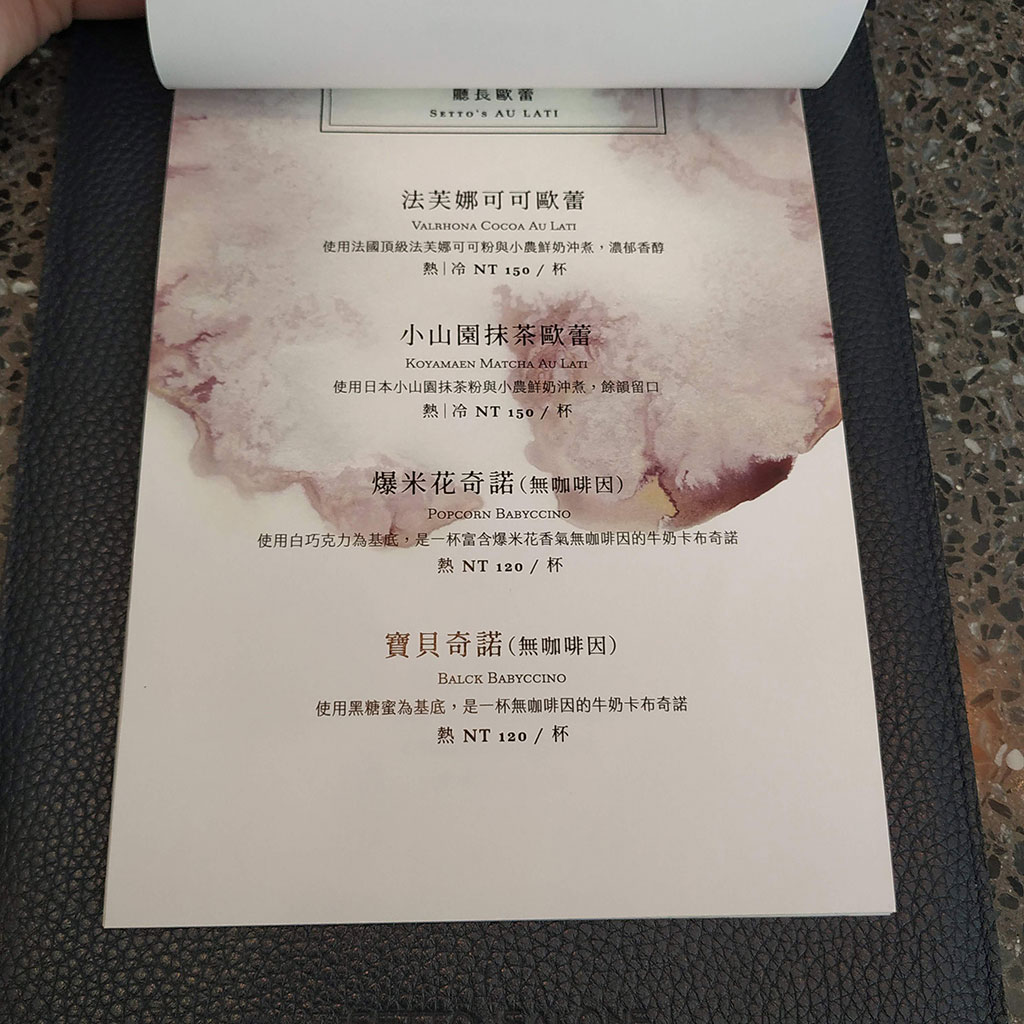 廳長歐蕾
SETTO'S AU LATI
法芙娜可可歐蕾
VALRHONA COCOA AU LATI
使用法國頂級法芙娜可可粉與小農鮮奶沖煮，濃郁香醇
熱|冷 NT 150 / 杯
小山園抹茶歐蕾
KOYAMAEN MATCHA AU LATI
使用日本小山園抹茶粉與小農鮮奶沖煮，餘韻留口
熱|冷 NT 150 / 杯
爆米花奇諾(無咖啡因)
POPCORN BABYCCINO
使用白巧克力為基底，是一杯富含爆米花香氣無咖啡因的牛奶卡布奇諾
熱 NT 120 / 杯
寶貝奇諾(無咖啡因)
BALCK BABYCCINO
使用黑糖蜜為基底，是一杯無咖啡因的牛奶卡布奇諾
熱 NT 120 / 杯